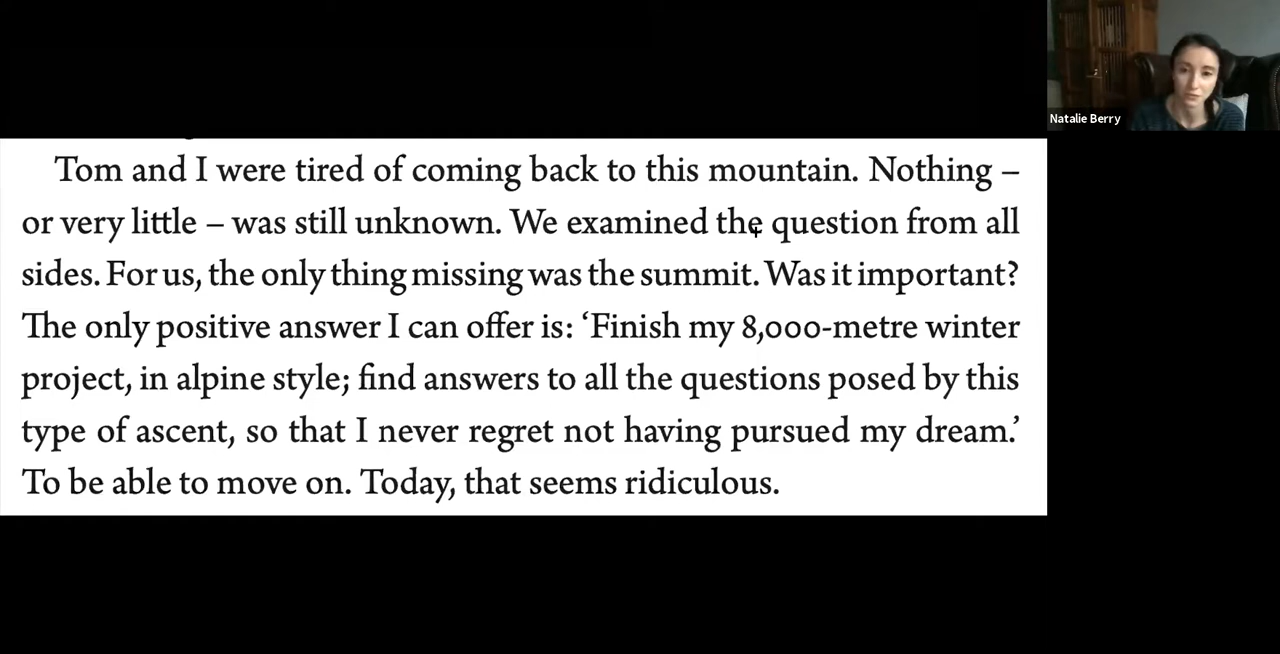 Natalie Berry
Tom and I were tired of coming back to this mountain. Nothing –
or very little – was still unknown. We examined the question from all
sides. For us, the only thing missing was the summit. Was it important?
The only positive answer I can offer is: ‘Finish my 8,000-metre winter
project, in alpine style; find answers to all the questions posed by this
type of ascent, so that I never regret not having pursued my dream.’
To be able to move on. Today, that seems ridiculous.